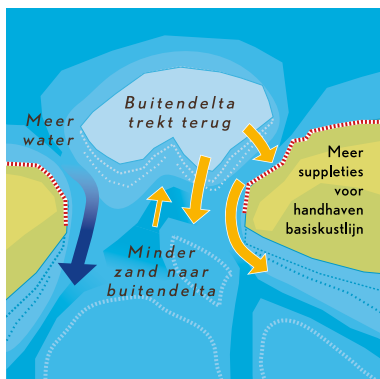 Buitendelta
trekt terug
Meer
water
Meer
suppleties
voor
handhaven
basiskustlijn
Minder
zand naar
buitendelta